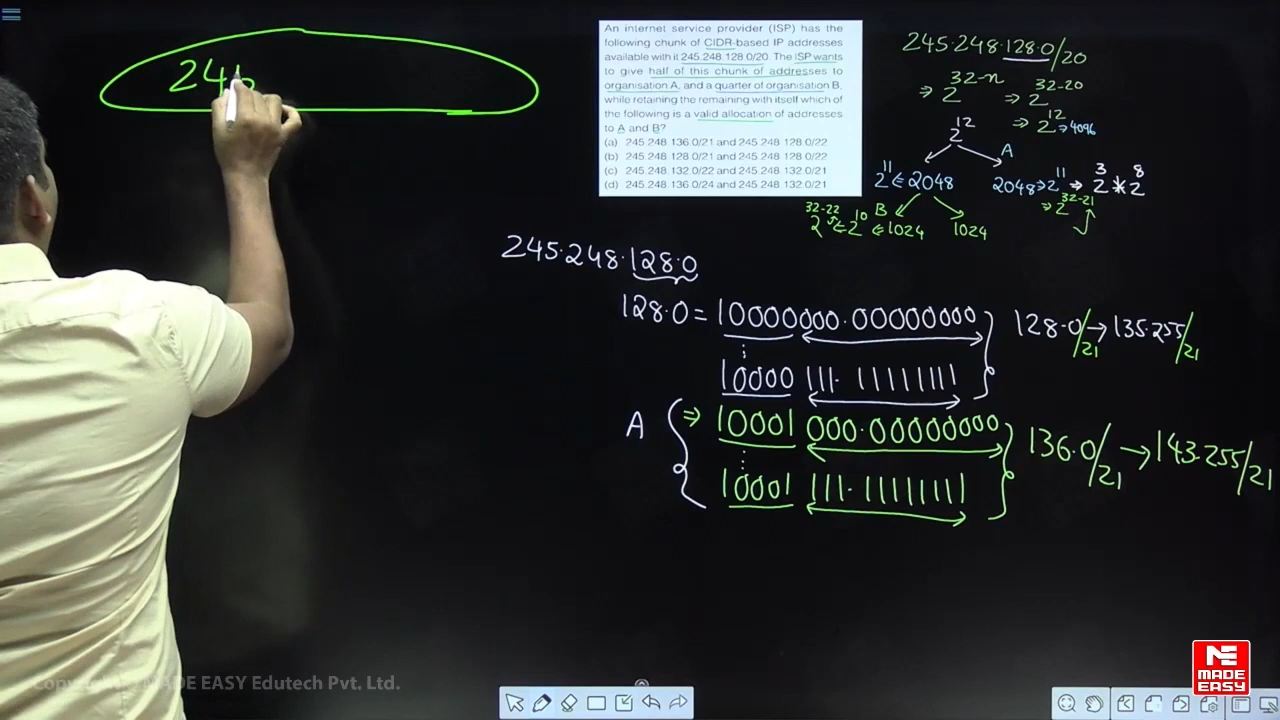 24
An internet service provider (ISP) has the
following chunk of CIDR-based IP addresses
available with it 245.248.128.0/20. The ISP wants
to give half of this chunk of addresses to
organisation A, and a quarter of organisation B,
while retaining the remaining with itself which of
the following is a valid allocation of addresses
to A and B?
(a) 245.248.136.0/21 and 245.248.128.0/22
(b) 245.248.128.0/21 and 245.248.128.0/22
(c) 245.248.132.0/22 and 245.248.132.0/21
(d) 245.248.136.0/24 and 245.248.132.0/21
245.248.128.0/20
⇒ 2^32-n ⇒ 2^32-20
⇒ 2^12 ⇒ 4096
2^12
A
2^11 ⇐ 2048 2048 ⇒ 2^11 ⇒ 2^3 * 2^8
⇒ 2^32-21
B
2^32-22 ⇐ 2^10 ⇐ 1024 1024
245.248.128.0
128.0 = 10000000.00000000 128.0/21 → 135.255/21
10000 111.11111111
A ⇒ 10001 000.00000000 136.0/21 → 143.255/21
10001 111.11111111
MADE EASY Edutech Pvt. Ltd.
ME
MADE
EASY